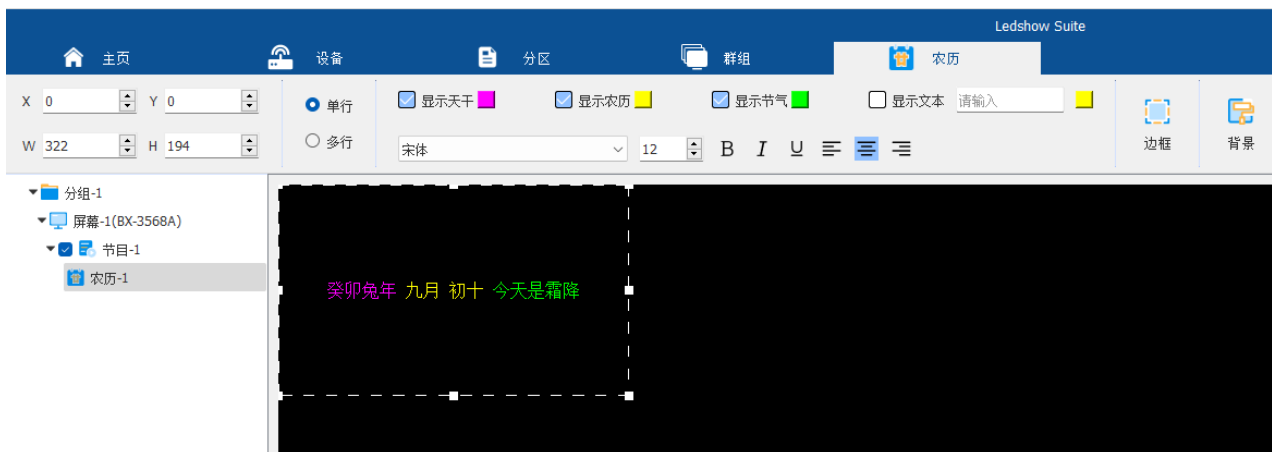 Ledshow Suite
主页 设备 分区 群组 农历
X 0 Y 0 单行 显示天干 显示农历 显示节气 显示文本 请输入
W 322 H 194 多行 宋体 12 B I U 边框 背景
分组-1
屏幕-1(BX-3568A)
节目-1
农历-1
癸卯兔年 九月 初十 今天是霜降